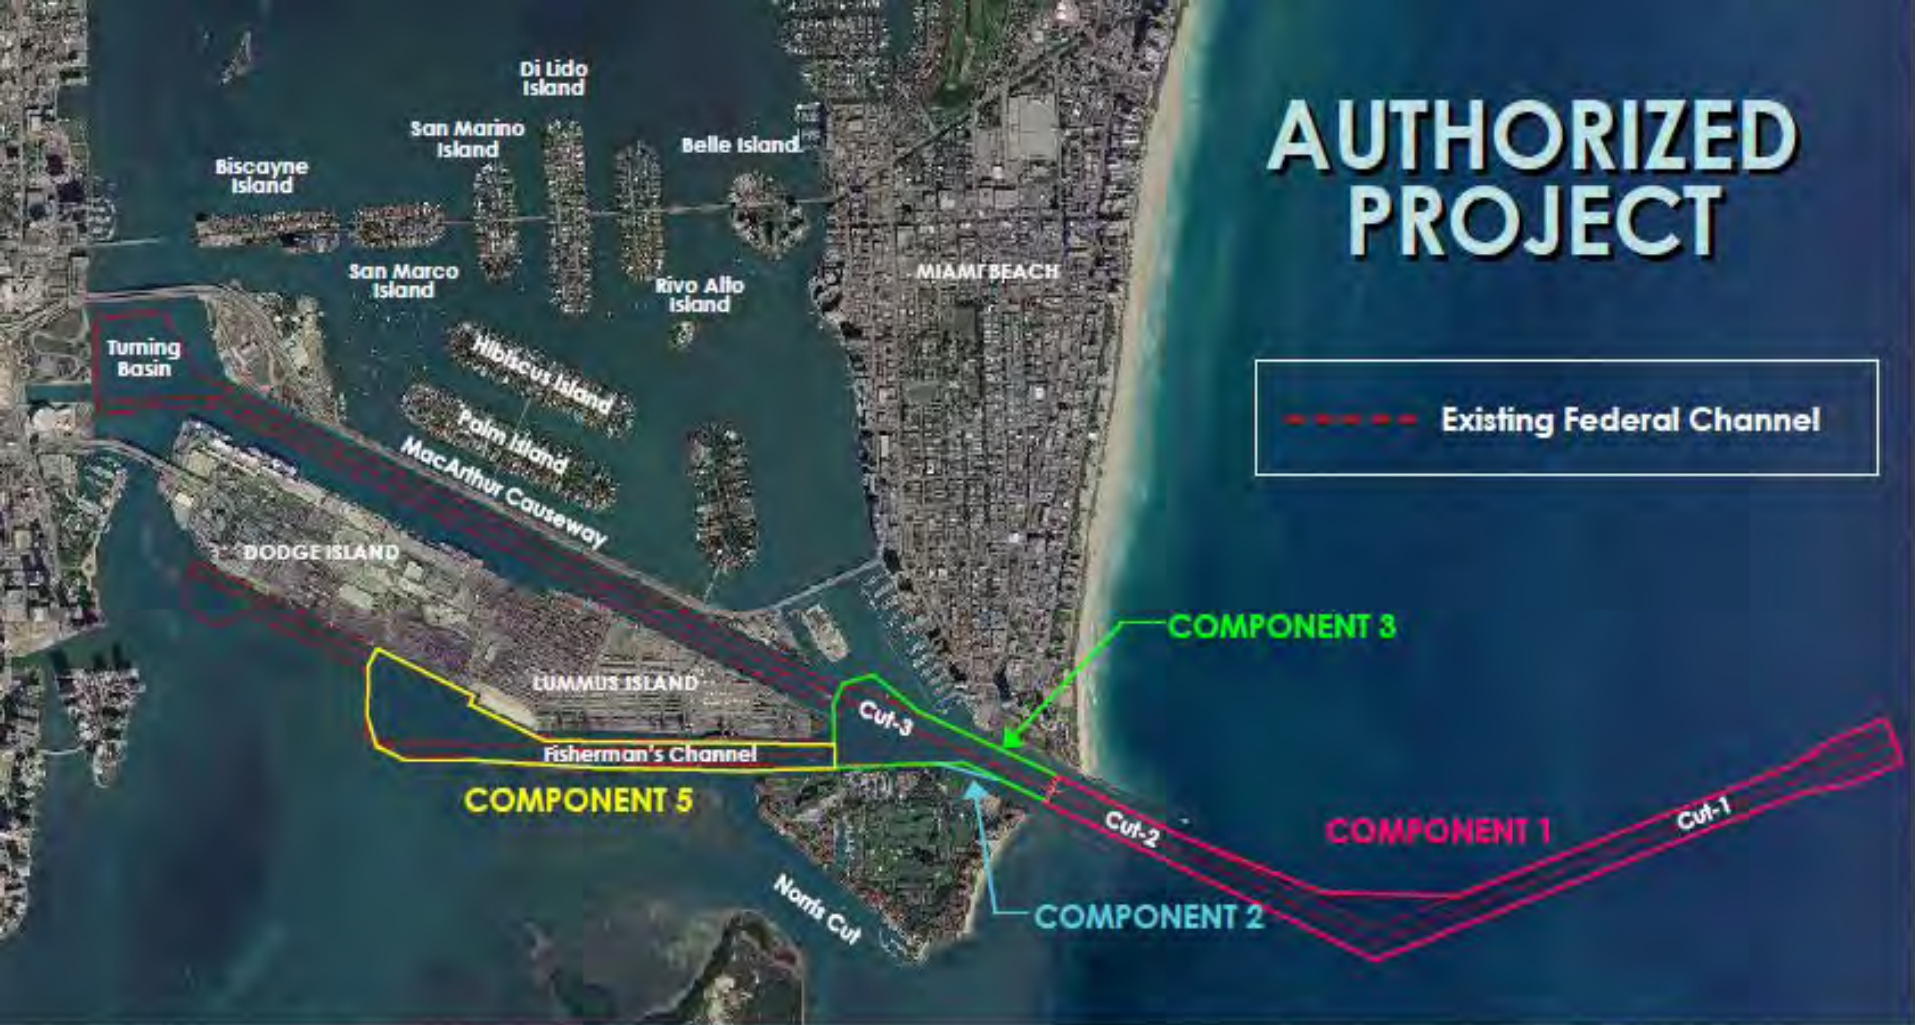 Di Lido
Island
San Marino
Island
Belle Island
Biscayne
Island
San Marco
Island
Rivo Alto
Island
MIAMI BEACH
AUTHORIZED
PROJECT
Existing Federal Channel
Turning
Basin
Hibiscus Island
Palm Island
MacArthur Causeway
DODGE ISLAND
LUMMUS ISLAND
COMPONENT 3
Cut-3
Fisherman's Channel
COMPONENT 5
Cut-2
COMPONENT 1
Cut-1
Norris Cut
COMPONENT 2